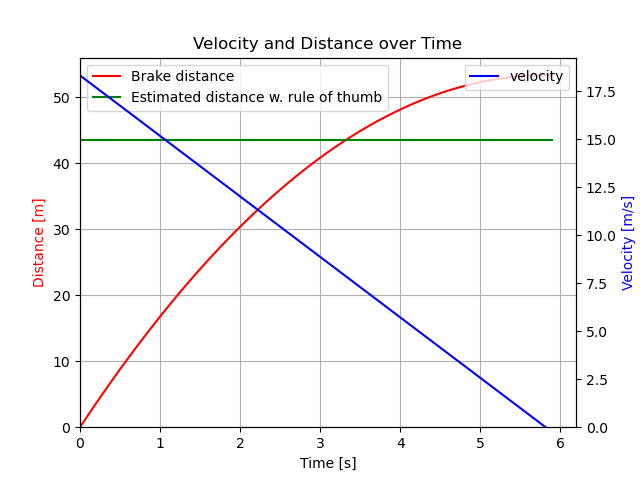 Velocity and Distance over Time
Brake distance
Estimated distance w. rule of thumb
velocity
50
40
30
20
10
0
Distance [m]
17.5
15.0
12.5
10.0
7.5
5.0
2.5
0.0
Velocity [m/s]
0 1 2 3 4 5 6
Time [s]